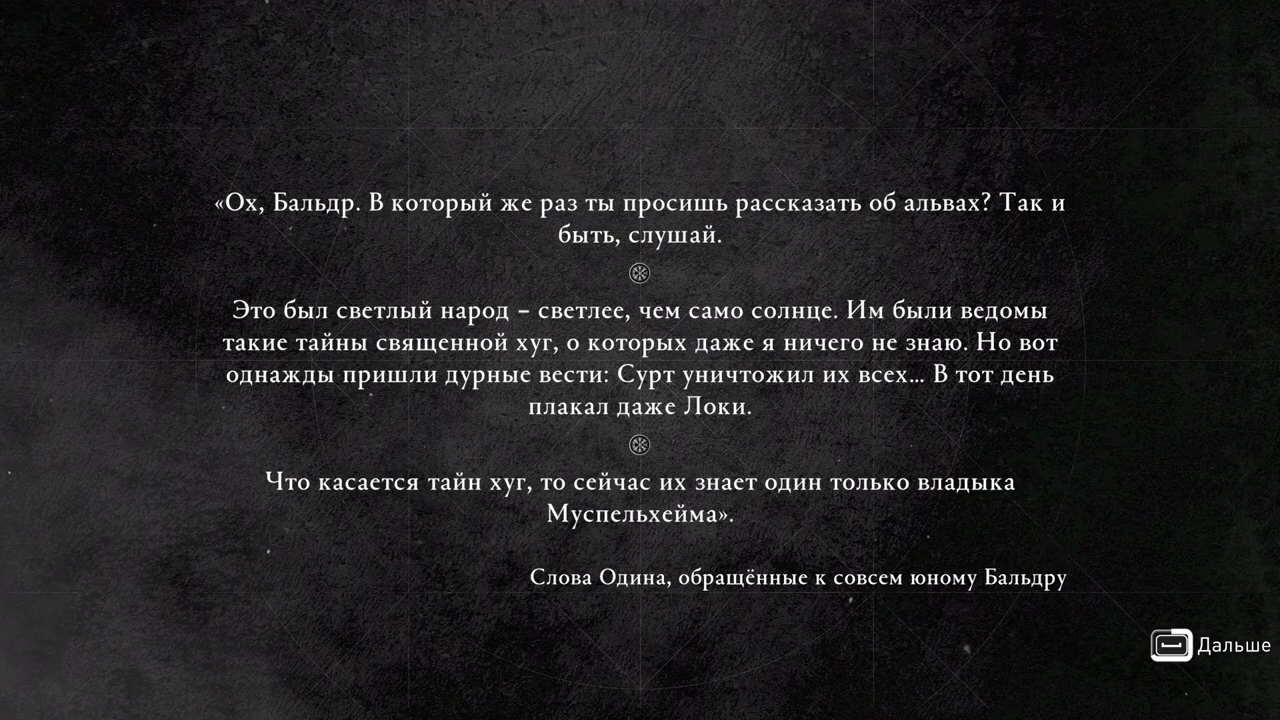 «Ох, Бальдр. В который же раз ты просишь рассказать об альвах? Так и
быть, слушай.
Это был светлый народ – светлее, чем само солнце. Им были ведомы
такие тайны священной хуг, о которых даже я ничего не знаю. Но вот
однажды пришли дурные вести: Сурт уничтожил их всех... В тот день
плакал даже Локи.
Что касается тайн хуг, то сейчас их знает один только владыка
Муспельхейма».
Слова Одина, обращённые к совсем юному Бальдру
Дальше